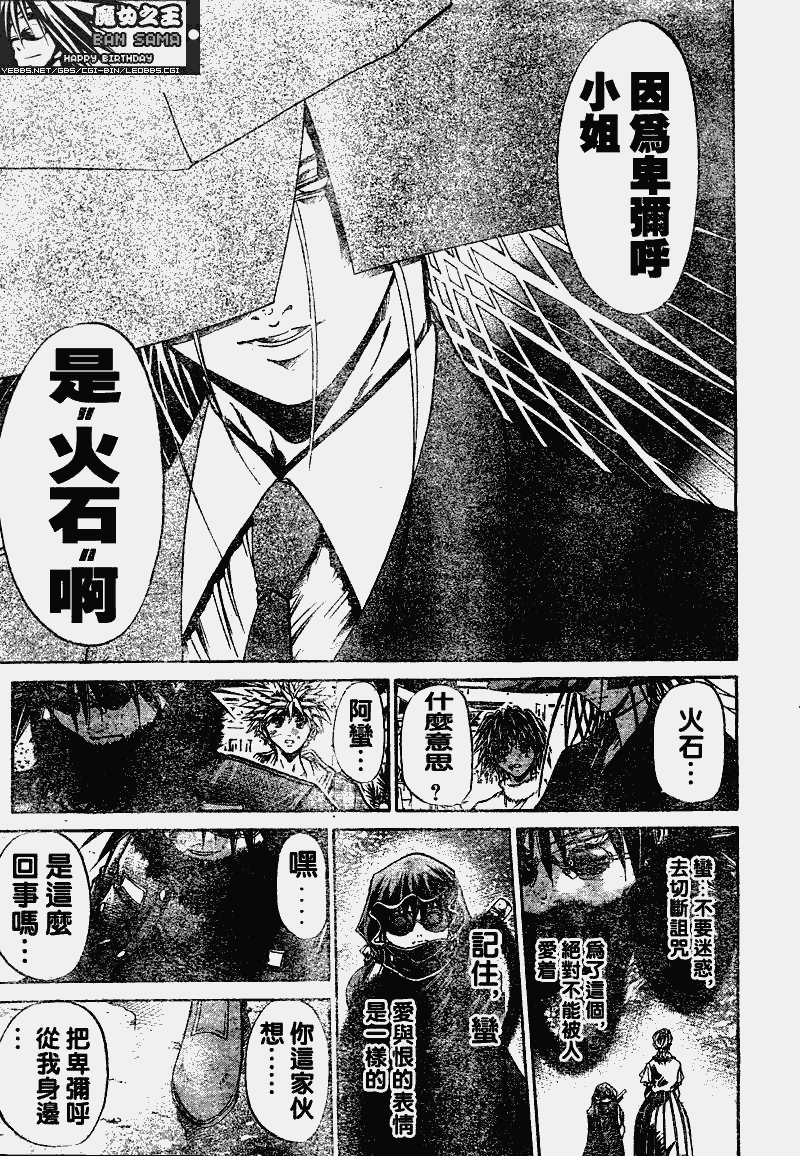 魔女之王
BAN SAMA
HAPPY BIRTHDAY
YEBBS.NET/GBS/CGI-BIN/LEOBBS.CGI
因爲卑彌呼
小姐
是
"火石"
啊
火石…
什麼意思?
阿蠻…
蠻…不要迷惑,
去切斷詛咒
爲了這個,
絕對不能被人
愛着
記住,蠻
愛與恨的表情
是一樣的
嘿....
是這麼
回事嗎…
你這家伙
想……
把卑彌呼
從我身邊
…